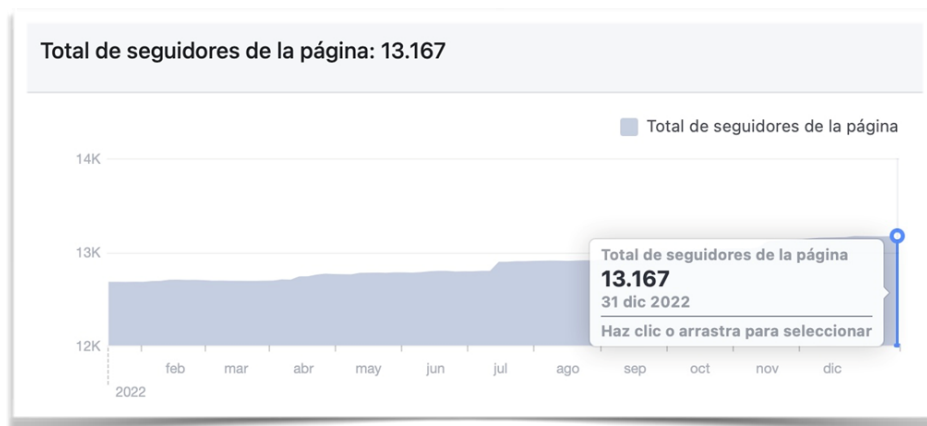 Total de seguidores de la página: 13.167
Total de seguidores de la página
14K
13K
12K
Total de seguidores de la página
13.167
31 dic 2022
Haz clic o arrastra para seleccionar
feb mar abr may jun jul ago sep oct nov dic
2022